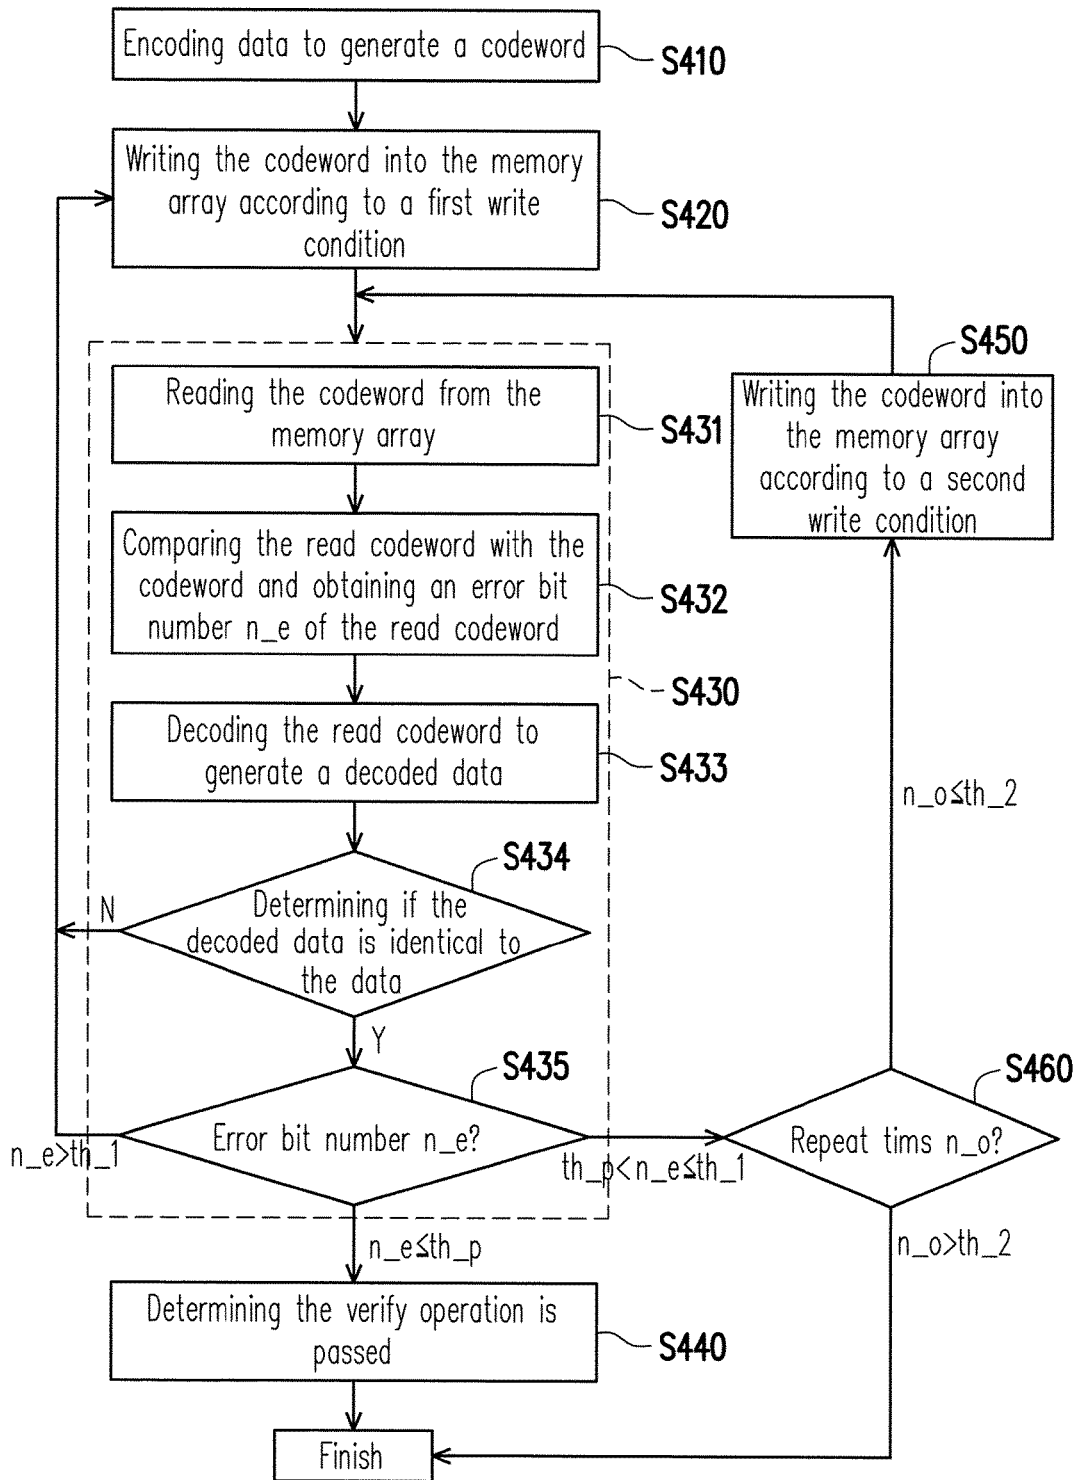 Encoding data to generate a codeword
S410
Writing the codeword into the memory
array according to a first write
condition
S420
S450
Writing the codeword into
the memory array
according to a second
write condition
Reading the codeword from the
memory array
S431
Comparing the read codeword with the
codeword and obtaining an error bit
number n_e of the read codeword
S432
S430
Decoding the read codeword to
generate a decoded data
S433
n_o≤th_2
S434
N
Determining if the
decoded data is identical to
the data
Y
S435
S460
Error bit number n_e?
Repeat tims n_o?
n_e>th_1
th_p<n_e≤th_1
n_e≤th_p
n_o>th_2
Determining the verify operation is
passed
S440
Finish